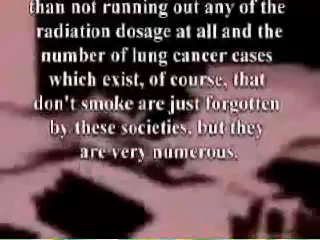 than not running out any of the
radiation dosage at all and the
number of lung cancer cases
which exist, of course, that
don't smoke are just forgotten
by these societies, but they
are very numerous.